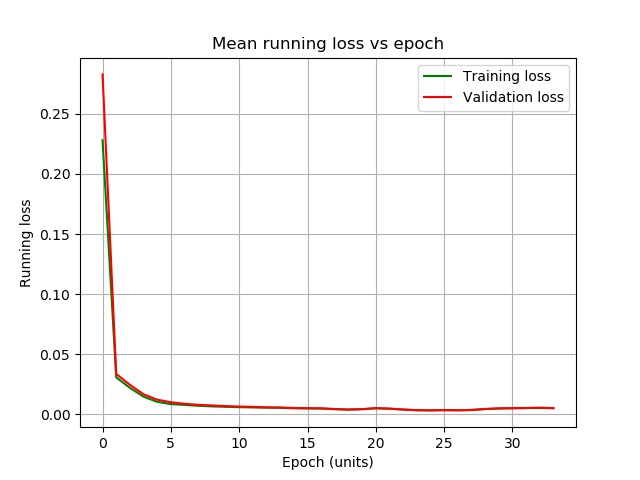 Mean running loss vs epoch
Training loss
Validation loss
0.25
0.20
0.15
0.10
0.05
0.00
Running loss
0 5 10 15 20 25 30
Epoch (units)